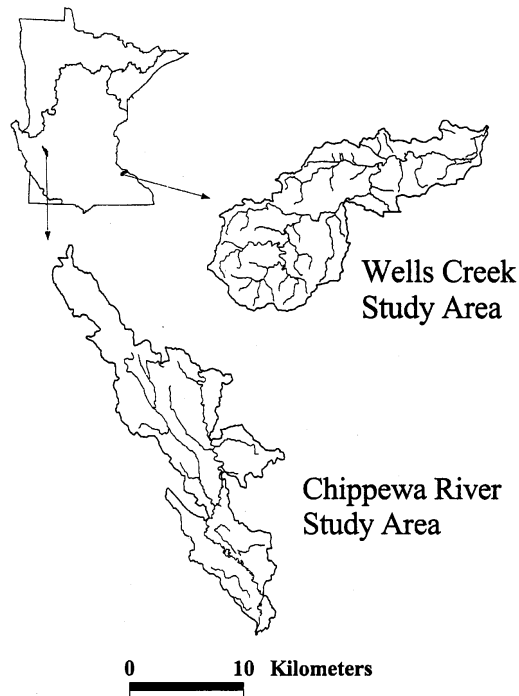 Wells Creek
Study Area
Chippewa River
Study Area
0 10 Kilometers